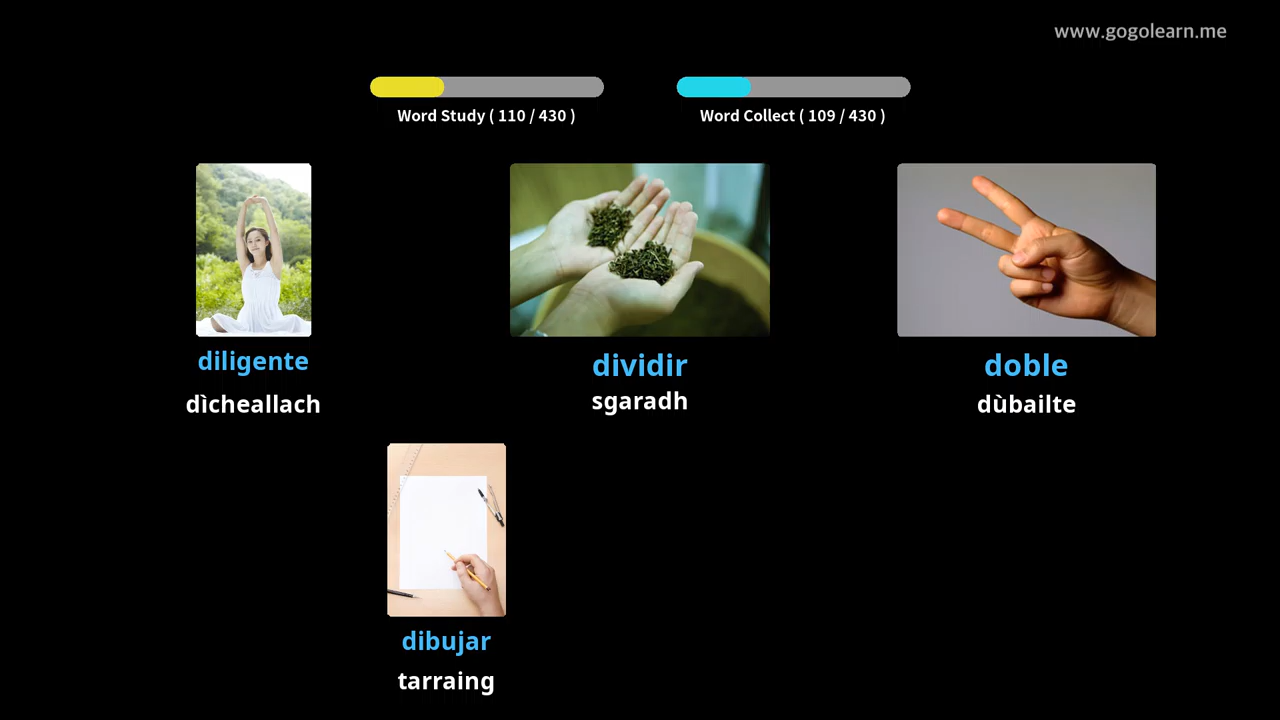 www.gogolearn.me
Word Study ( 110 / 430 )
Word Collect ( 109 / 430 )
diligente
dìcheallach
dividir
sgaradh
doble
dùbailte
dibujar
tarraing